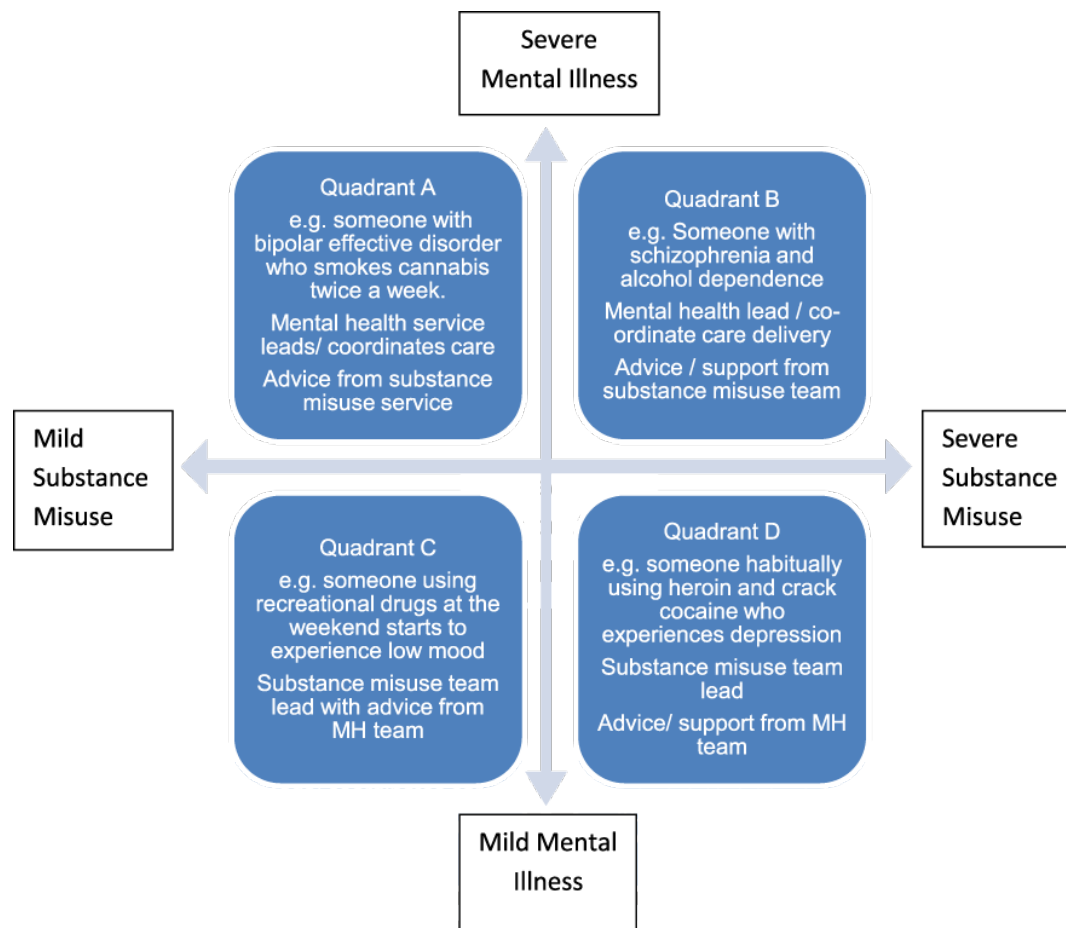 Severe
Mental Illness
Quadrant A
e.g. someone with
bipolar effective disorder
who smokes cannabis
twice a week.
Mental health service
leads/ coordinates care
Advice from substance
misuse service
Quadrant B
e.g. Someone with
schizophrenia and
alcohol dependence
Mental health lead / co-
ordinate care delivery
Advice / support from
substance misuse team
Mild
Substance
Misuse
Severe
Substance
Misuse
Quadrant C
e.g. someone using
recreational drugs at the
weekend starts to
experience low mood
Substance misuse team
lead with advice from
MH team
Quadrant D
e.g. someone habitually
using heroin and crack
cocaine who
experiences depression
Substance misuse team
lead
Advice/ support from MH
team
Mild Mental
Illness